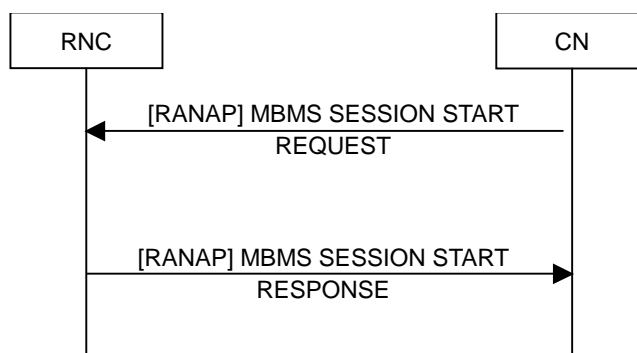 RNC
CN
[RANAP] MBMS SESSION START
REQUEST
[RANAP] MBMS SESSION START
RESPONSE